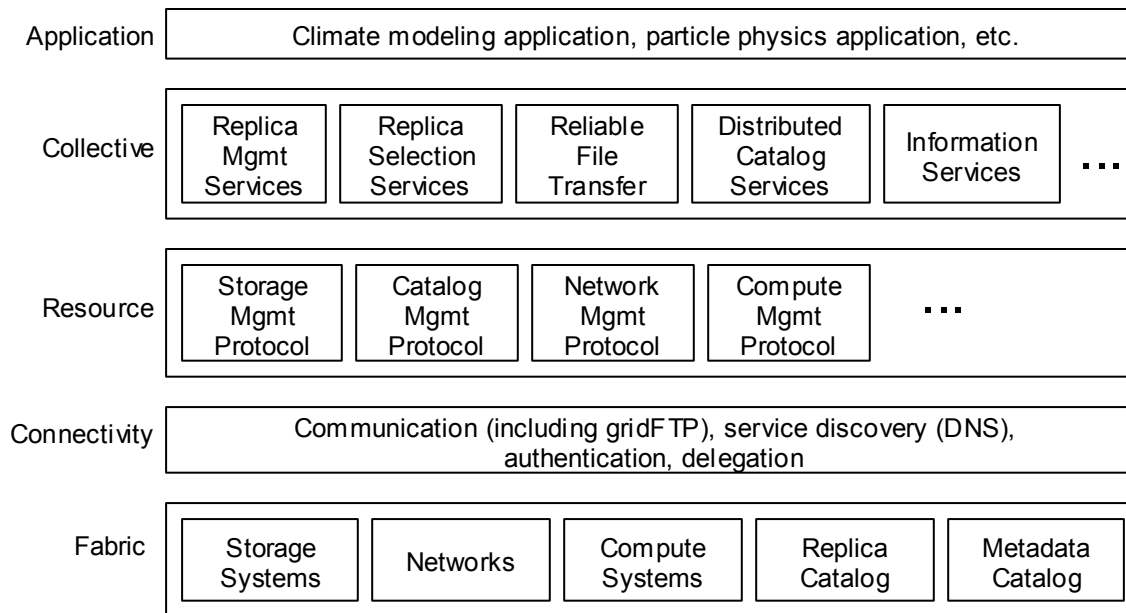 Application
Climate modeling application, particle physics application, etc.
Collective
Replica
Mgmt
Services
Replica
Selection
Services
Reliable
File
Transfer
Distributed
Catalog
Services
Information
Services
...
Resource
Storage
Mgmt
Protocol
Catalog
Mgmt
Protocol
Network
Mgmt
Protocol
Compute
Mgmt
Protocol
...
Connectivity
Communication (including gridFTP), service discovery (DNS),
authentication, delegation
Fabric
Storage
Systems
Networks
Compute
Systems
Replica
Catalog
Metadata
Catalog